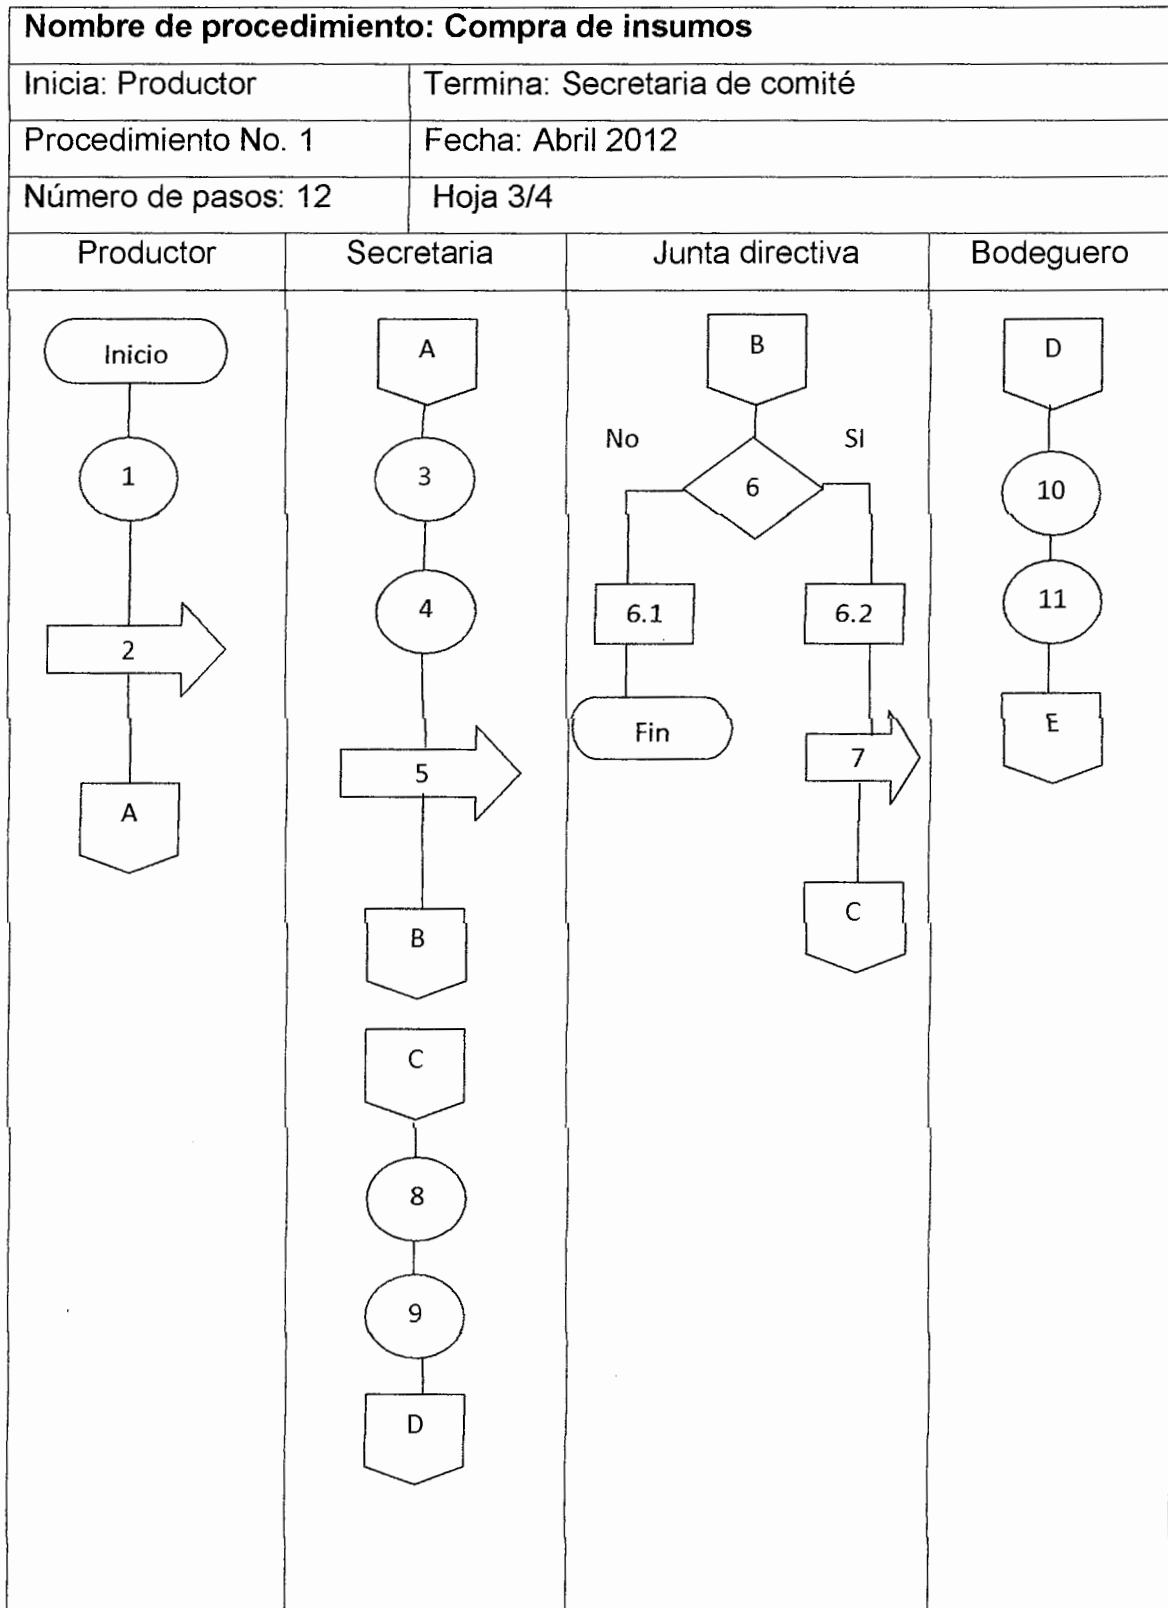 Nombre de procedimiento: Compra de insumos
Inicia: Productor
Termina: Secretaria de comité
Procedimiento No. 1
Fecha: Abril 2012
Número de pasos: 12
Hoja 3/4
Productor
Secretaria
Junta directiva
Bodeguero
Inicio
1
2
A
A
3
4
5
B
C
8
9
D
B
No
SI
6
6.1
6.2
Fin
7
C
D
10
11
E